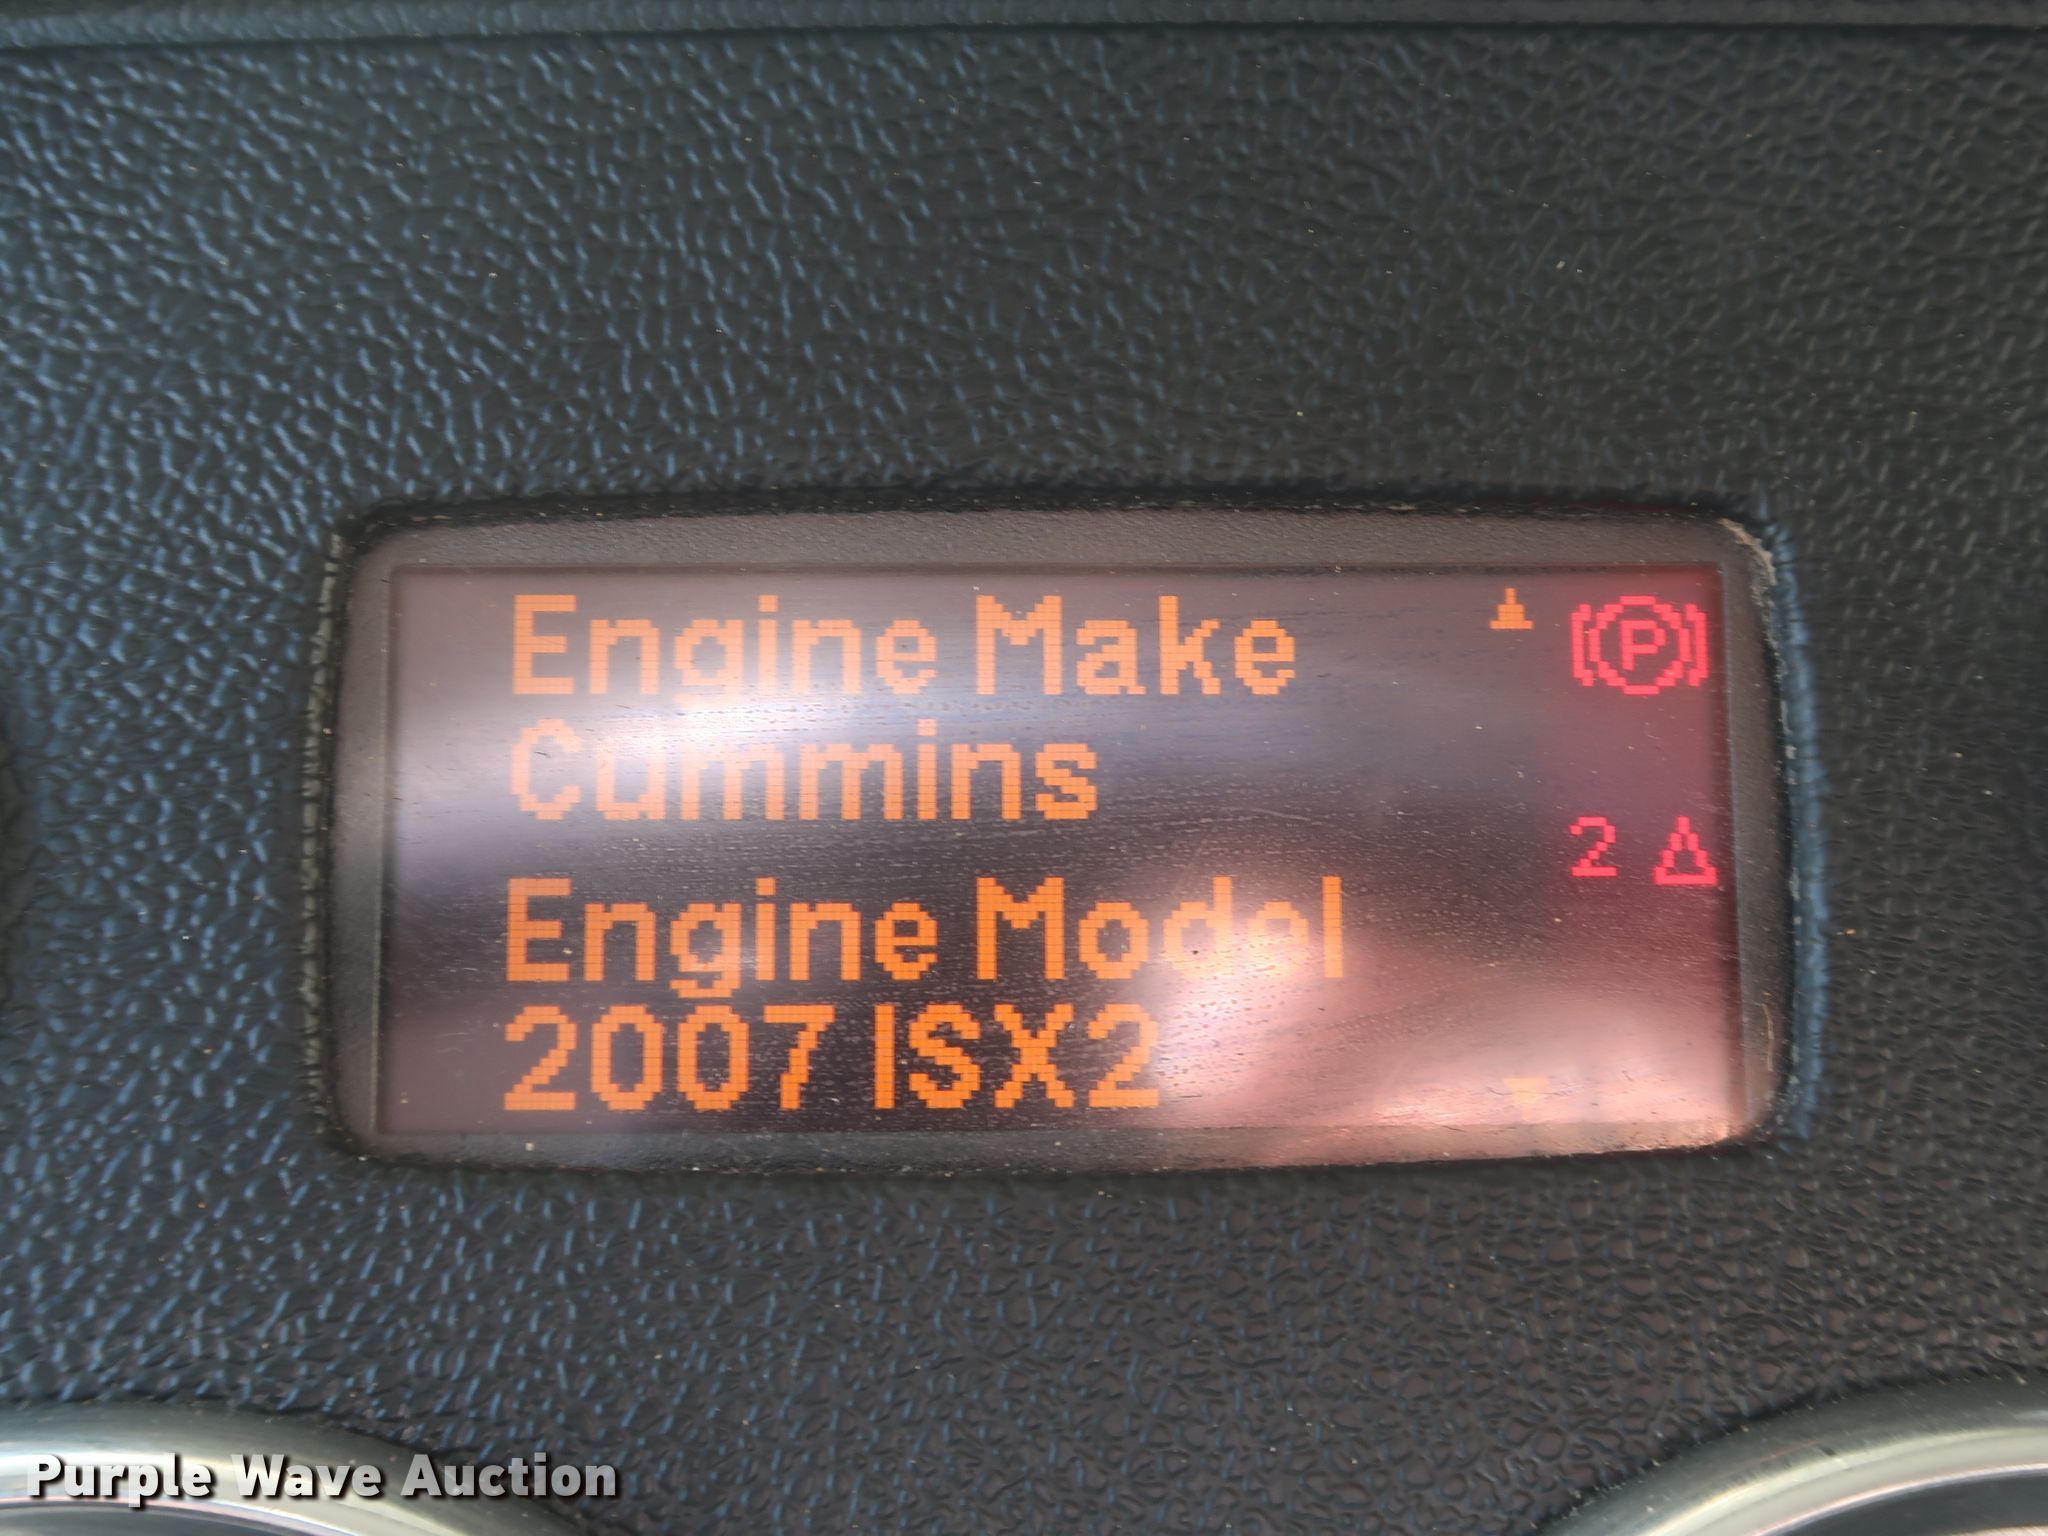 Engine Make
Cummins
Engine Model
2007 ISX2
P
2
Purple Wave Auction